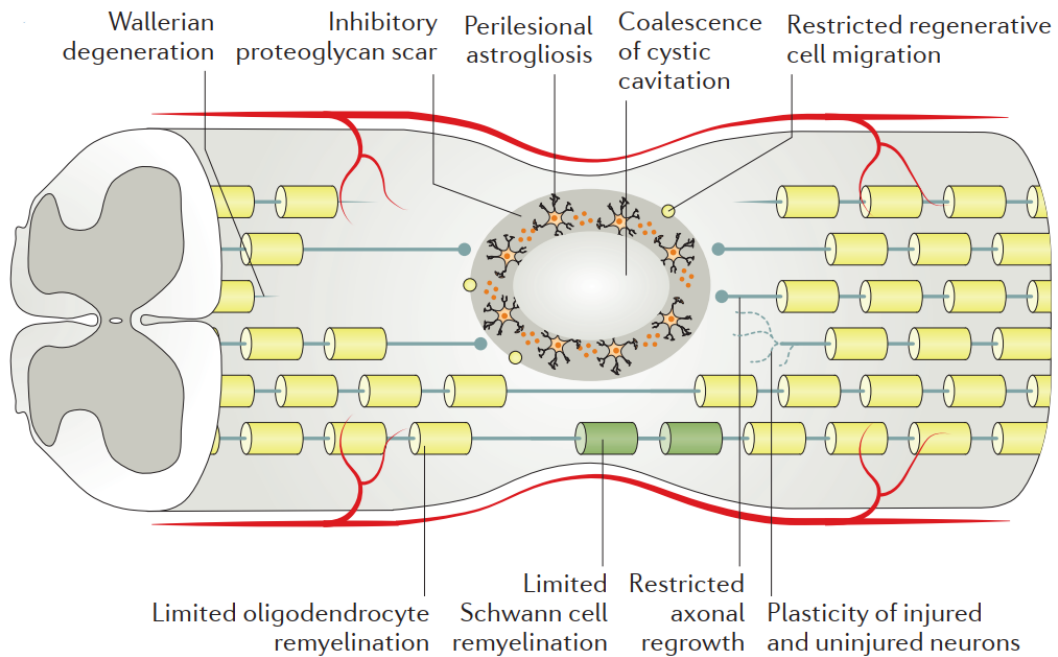 Wallerian
degeneration
Inhibitory
proteoglycan scar
Perilesional
astrogliosis
Coalescence
of cystic
cavitation
Restricted regenerative
cell migration
Limited oligodendrocyte
remyelination
Limited
Schwann cell
remyelination
Restricted
axonal
regrowth
Plasticity of injured
and uninjured neurons